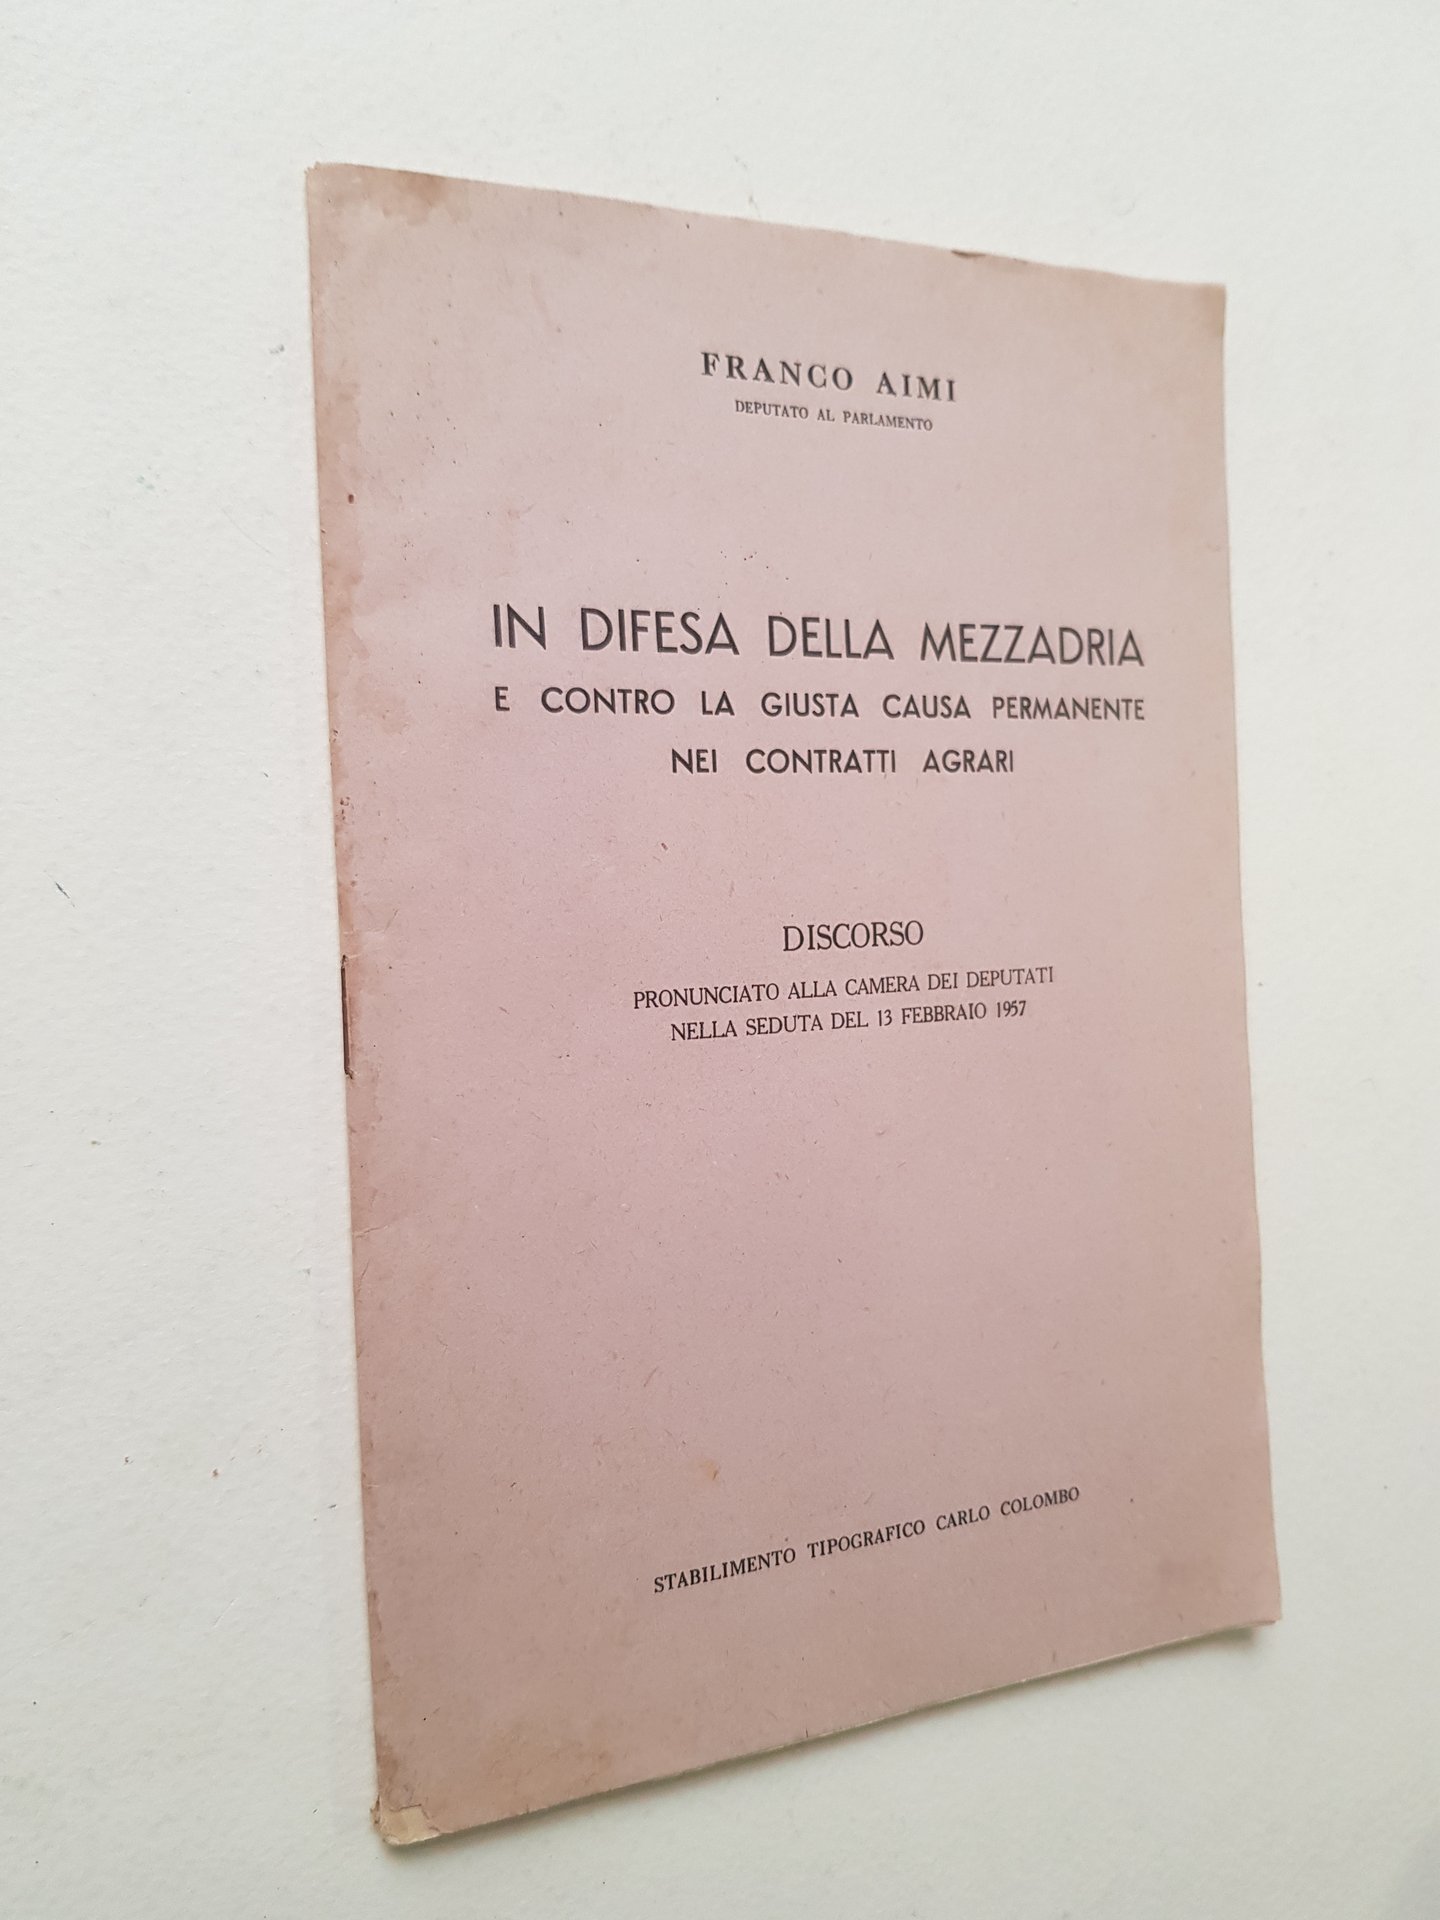 FRANCO AIMI
DEPUTATO AL PARLAMENTO
IN DIFESA DELLA MEZZADRIA
E CONTRO LA GIUSTA CAUSA PERMANENTE
NEI CONTRATTI AGRARI
DISCORSO
PRONUNCIATO ALLA CAMERA DEI DEPUTATI
NELLA SEDUTA DEL 13 FEBBRAIO 1957
STABILIMENTO TIPOGRAFICO CARLO COLOMBO